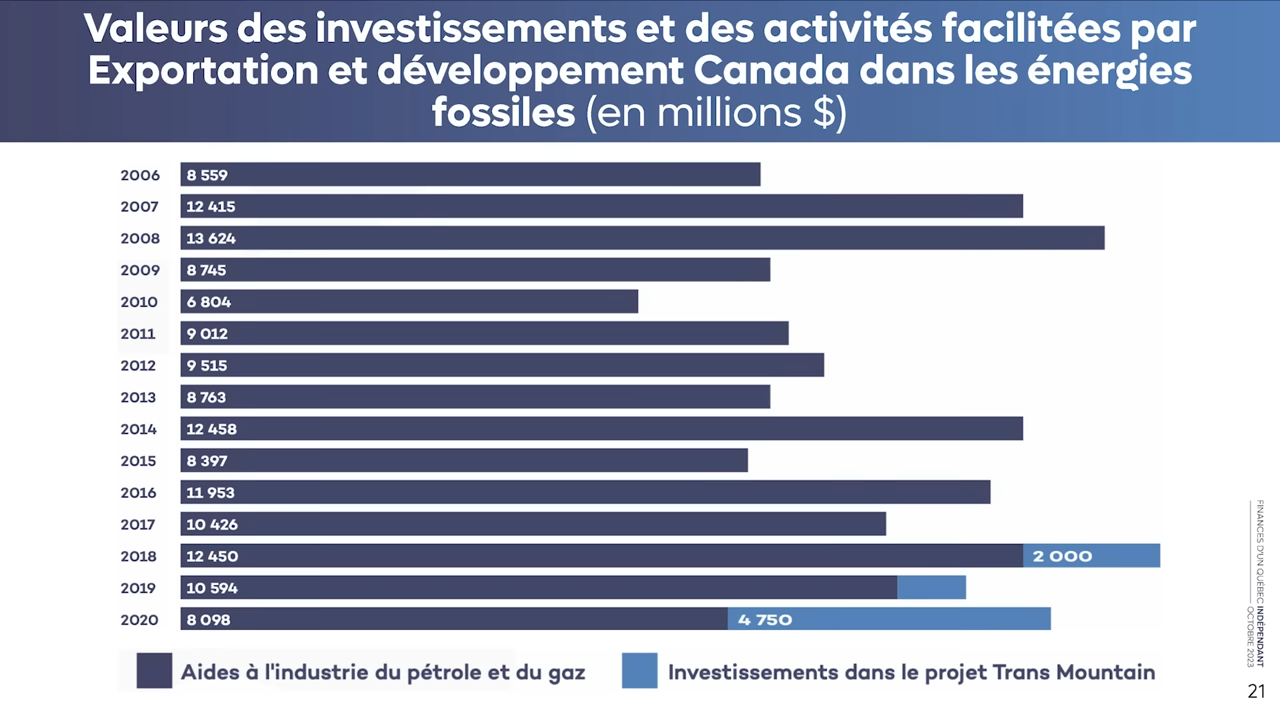 Valeurs des investissements et des activités facilitées par
Exportation et développement Canada dans les énergies
fossiles (en millions $)
2006 8 559
2007 12 415
2008 13 624
2009 8 745
2010 6 804
2011 9 012
2012 9 515
2013 8 763
2014 12 458
2015 8 397
2016 11 953
2017 10 426
2018 12 450 2 000
2019 10 594
2020 8 098 4 750
Aides à l'industrie du pétrole et du gaz
Investissements dans le projet Trans Mountain
FINANCES D'UN QUÉBEC INDÉPENDANT
OCTOBRE 2023
21